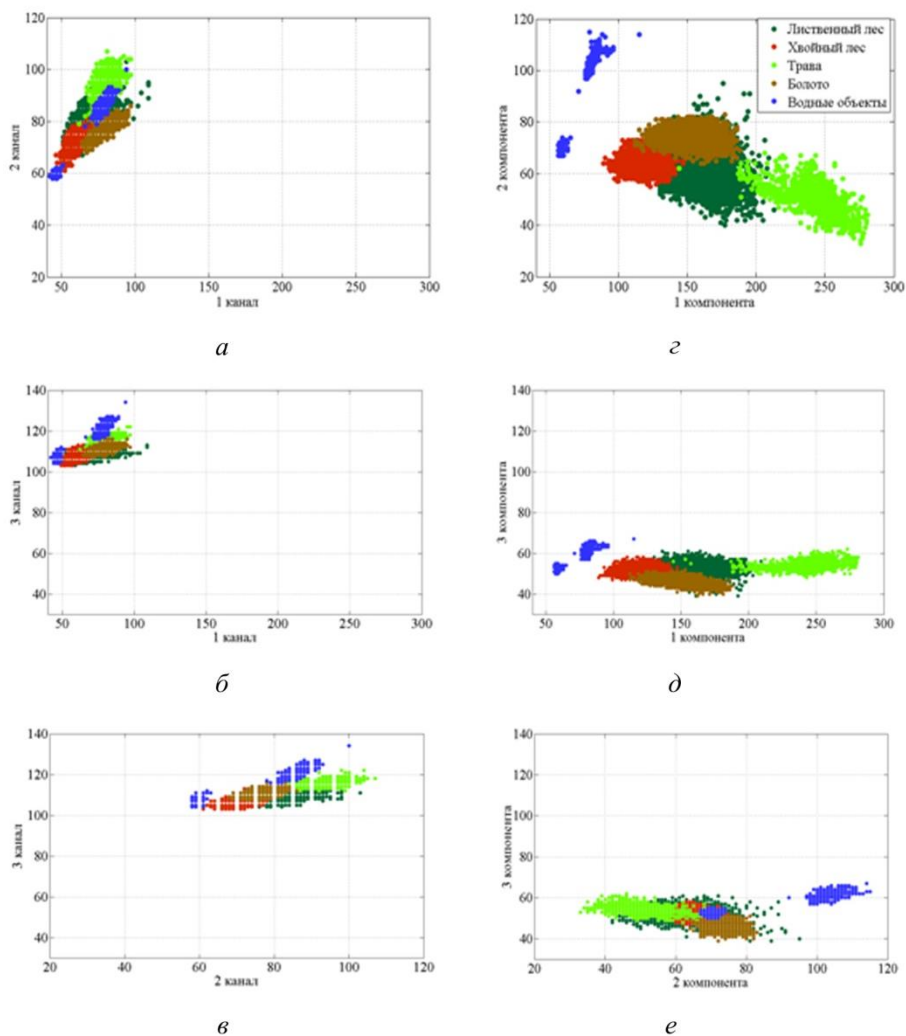 120
100
80
60
40
20
2 канал
50 100 150 200 250 300
1 канал
а
120
100
80
60
40
20
2 компонента
Лиственный лес
Хвойный лес
Трава
Болото
Водные объекты
50 100 150 200 250 300
1 компонента
г
140
120
100
80
60
40
3 канал
50 100 150 200 250 300
1 канал
б
140
120
100
80
60
40
3 компонента
50 100 150 200 250 300
1 компонента
д
140
120
100
80
60
40
3 канал
20 40 60 80 100 120
2 канал
в
140
120
100
80
60
40
3 компонента
20 40 60 80 100 120
2 компонента
е